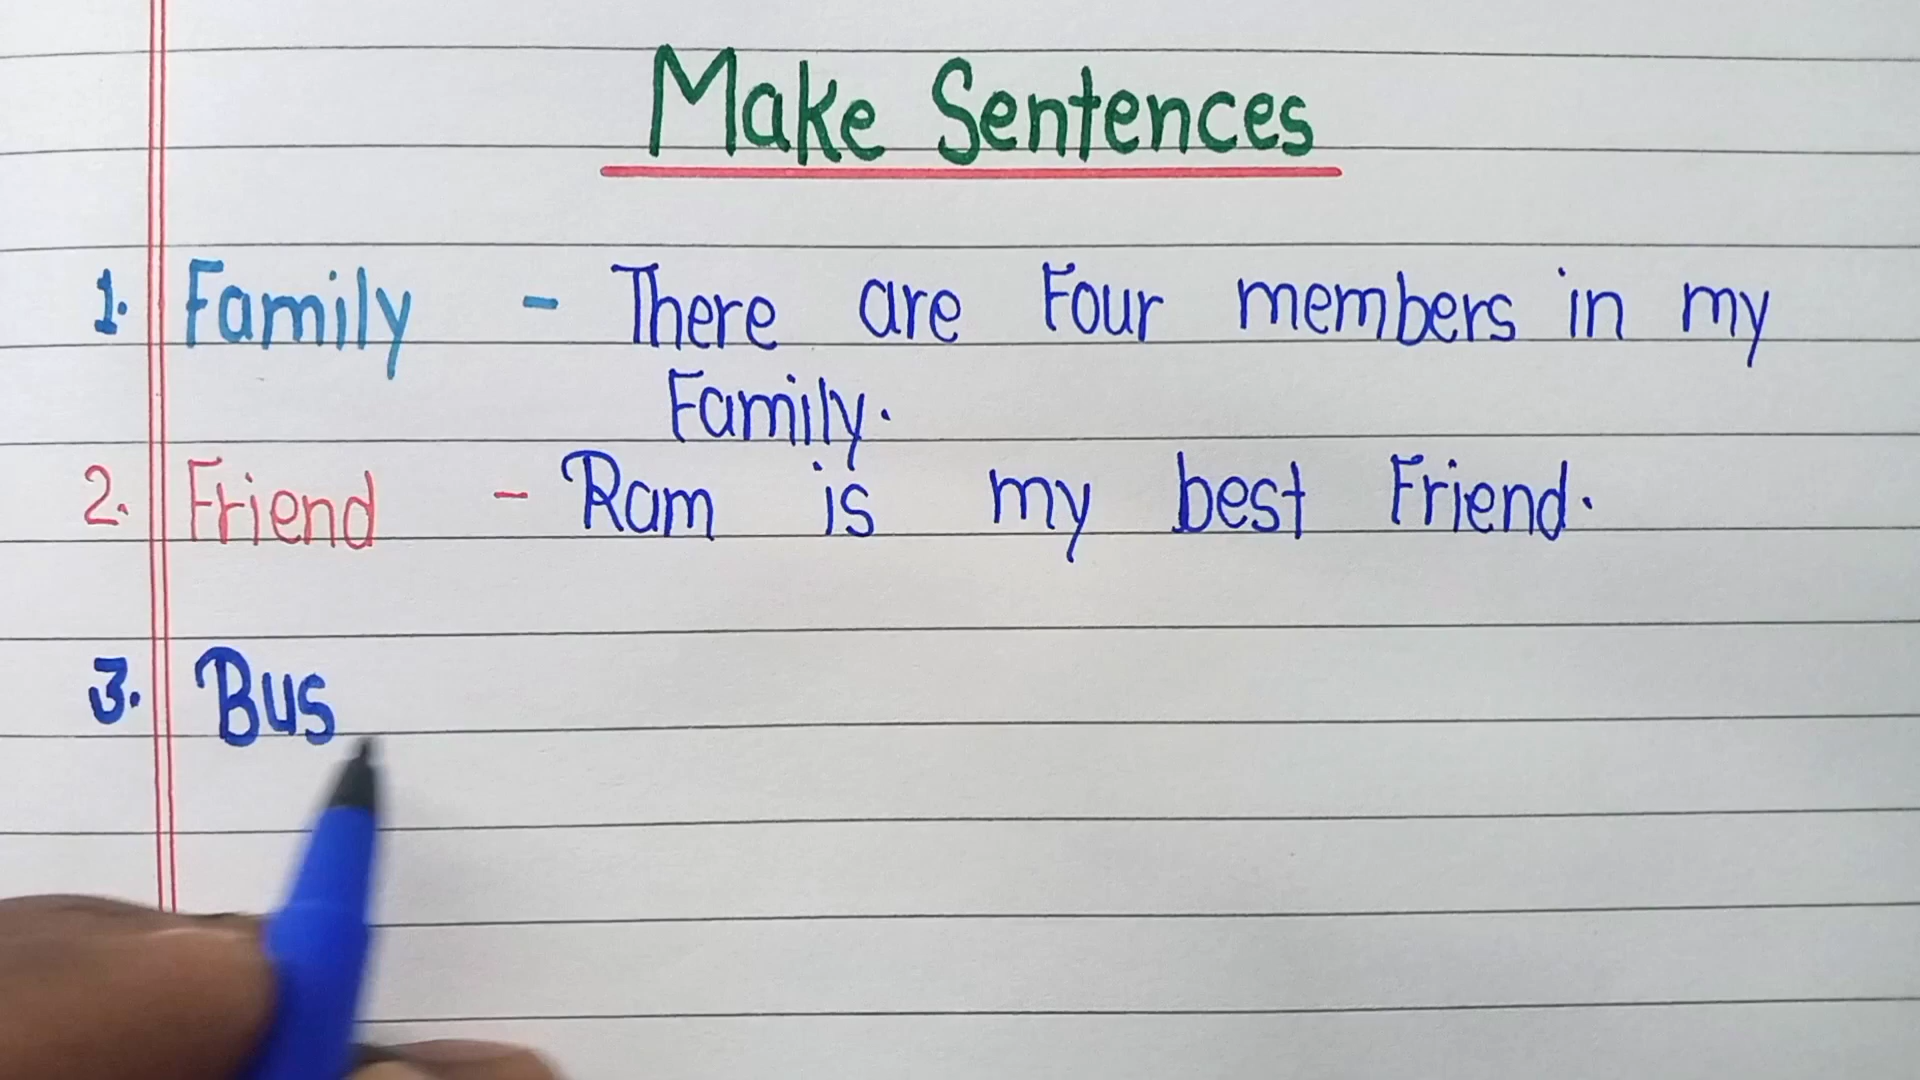 Make Sentences
1. Family - There are Four members in my
Family.
2. Friend - Ram is my best Friend.
3. Bus